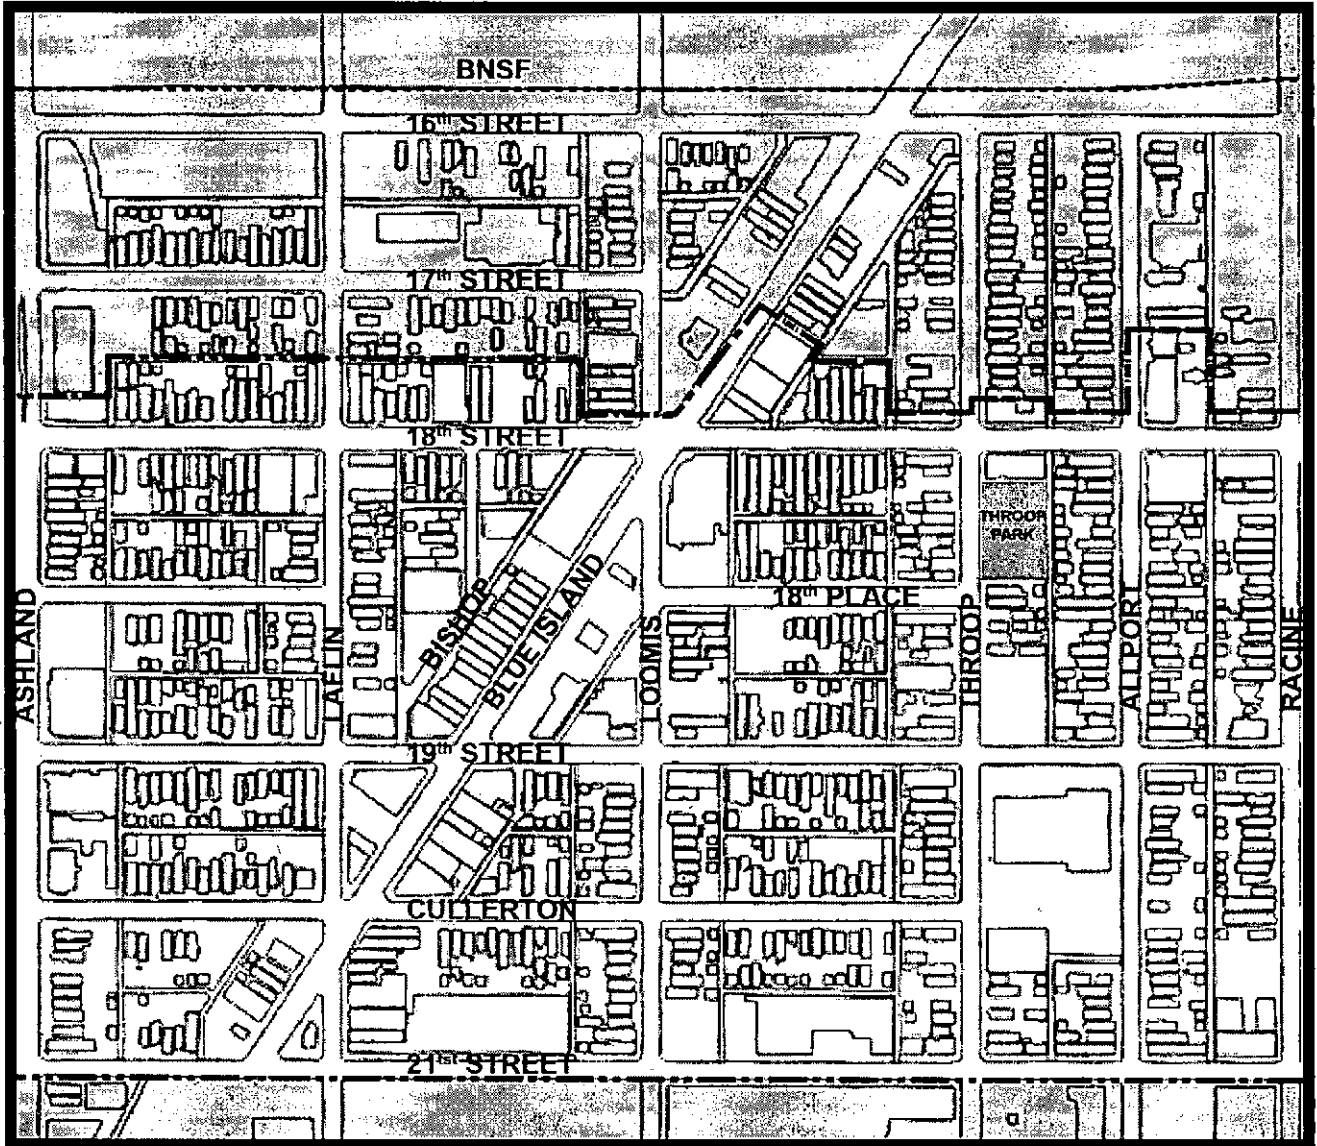 BNSF
16th STREET
17th STREET
18th STREET
THROOP
PARK
18th PLACE
ASHLAND
LAFLIN
BISHOP
BLUE ISLAND
LOOMIS
THROOP
ALLPORT
RACINE
19th STREET
CULLERTON
21st STREET